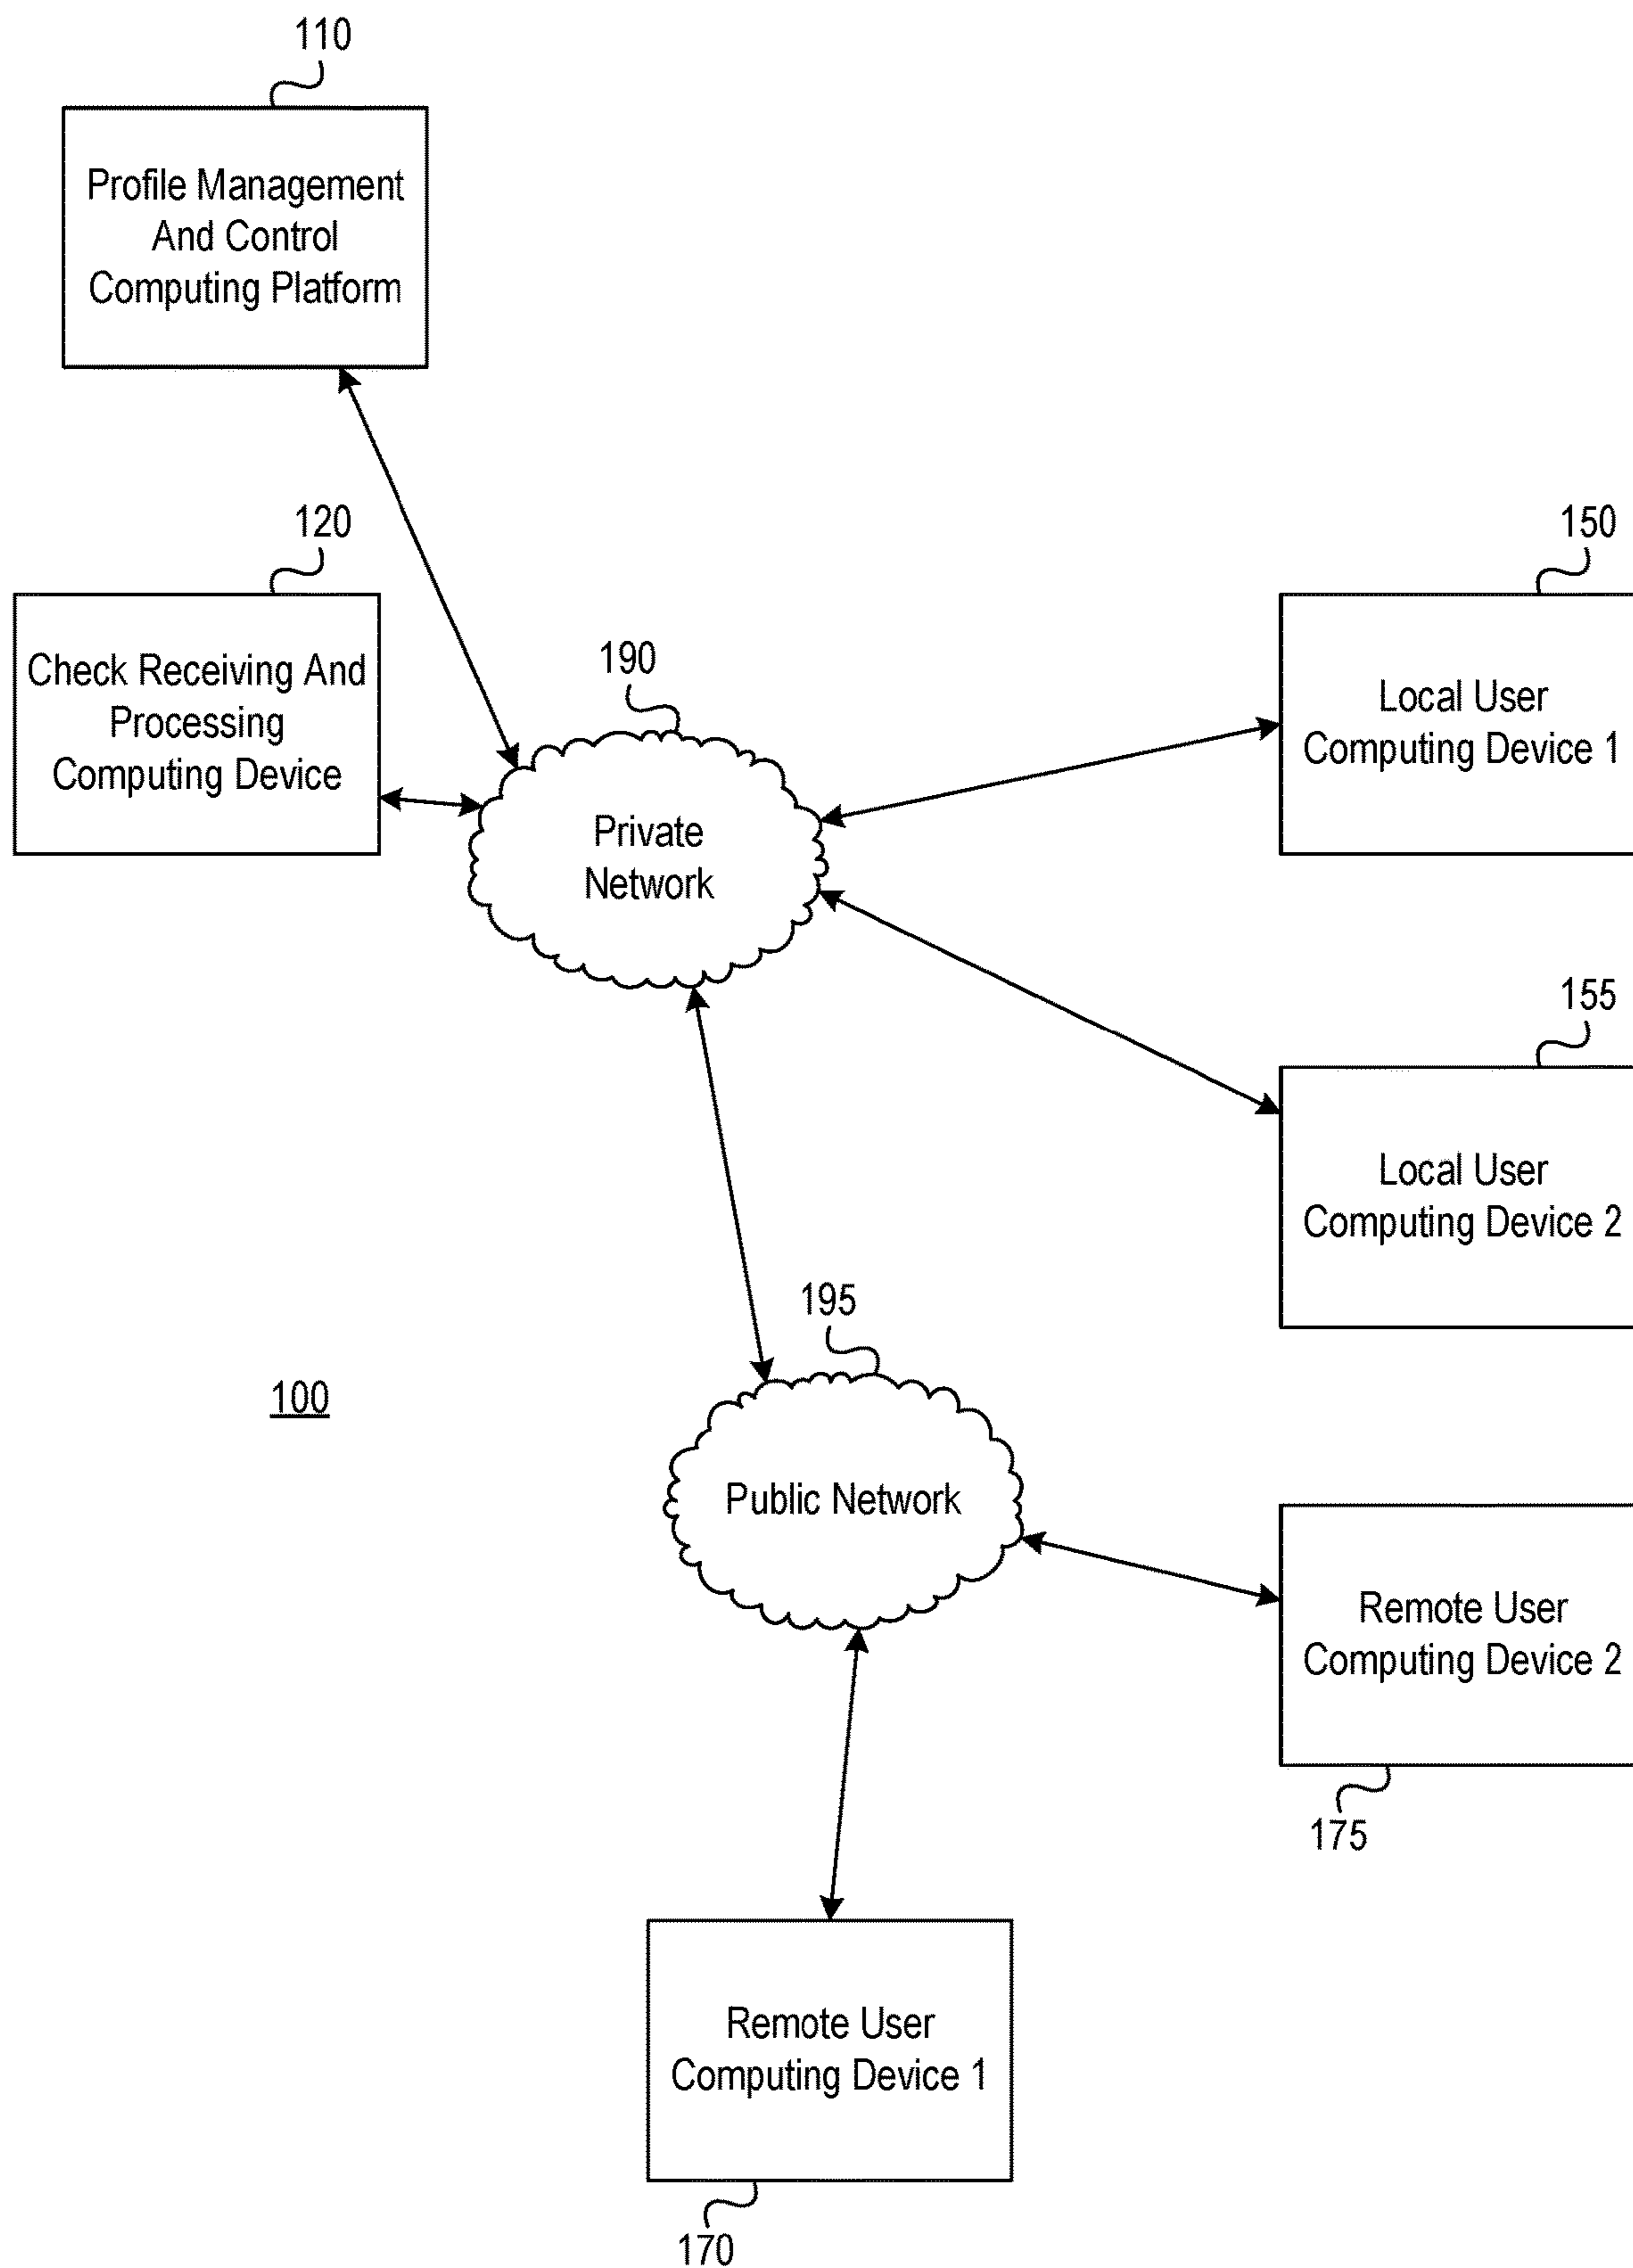 110
Profile Management
And Control
Computing Platform
120
Check Receiving And
Processing
Computing Device
190
Private
Network
150
Local User
Computing Device 1
155
Local User
Computing Device 2
195
100
Public Network
Remote User
Computing Device 2
175
Remote User
Computing Device 1
170